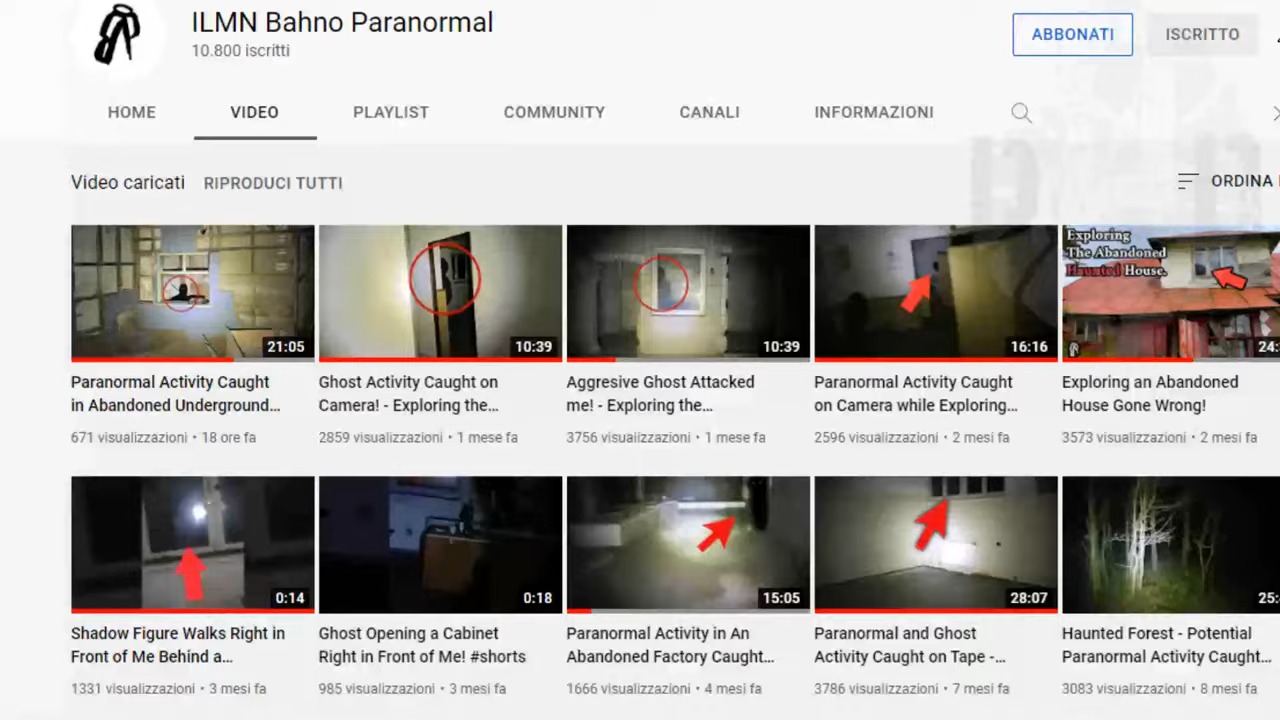 ILMN Bahno Paranormal
10.800 iscritti
ABBONATI
ISCRITTO
HOME
VIDEO
PLAYLIST
COMMUNITY
CANALI
INFORMAZIONI
Video caricati
RIPRODUCI TUTTI
ORDINA
Exploring
The Abandoned
Haunted House.
21:05
10:39
10:39
16:16
24:
Paranormal Activity Caught
in Abandoned Underground...
671 visualizzazioni • 18 ore fa
Ghost Activity Caught on
Camera! - Exploring the...
2859 visualizzazioni • 1 mese fa
Aggresive Ghost Attacked
me! - Exploring the...
3756 visualizzazioni • 1 mese fa
Paranormal Activity Caught
on Camera while Exploring...
2596 visualizzazioni • 2 mesi fa
Exploring an Abandoned
House Gone Wrong!
3573 visualizzazioni • 2 mesi fa
0:14
0:18
15:05
28:07
25:
Shadow Figure Walks Right in
Front of Me Behind a...
1331 visualizzazioni • 3 mesi fa
Ghost Opening a Cabinet
Right in Front of Me! #shorts
985 visualizzazioni • 3 mesi fa
Paranormal Activity in An
Abandoned Factory Caught...
1666 visualizzazioni • 4 mesi fa
Paranormal and Ghost
Activity Caught on Tape -...
3786 visualizzazioni • 7 mesi fa
Haunted Forest - Potential
Paranormal Activity Caught...
3083 visualizzazioni • 8 mesi fa